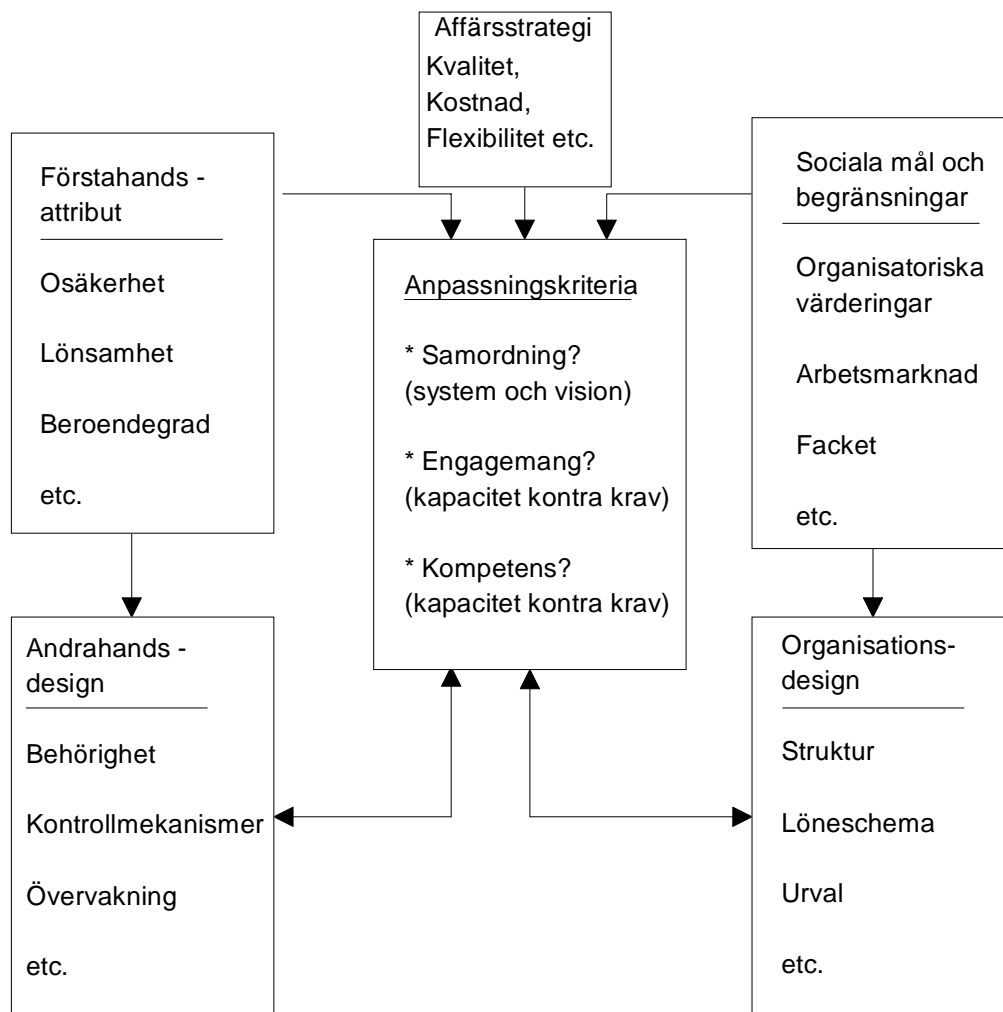 Affärsstrategi
Kvalitet,
Kostnad,
Flexibilitet etc.
Förstahands -
attribut
Osäkerhet
Lönsamhet
Beroendegrad
etc.
Anpassningskriteria
* Samordning?
(system och vision)
* Engagemang?
(kapacitet kontra krav)
* Kompetens?
(kapacitet kontra krav)
Sociala mål och
begränsningar
Organisatoriska
värderingar
Arbetsmarknad
Facket
etc.
Andrahands -
design
Behörighet
Kontrollmekanismer
Övervakning
etc.
Organisations-
design
Struktur
Löneschema
Urval
etc.